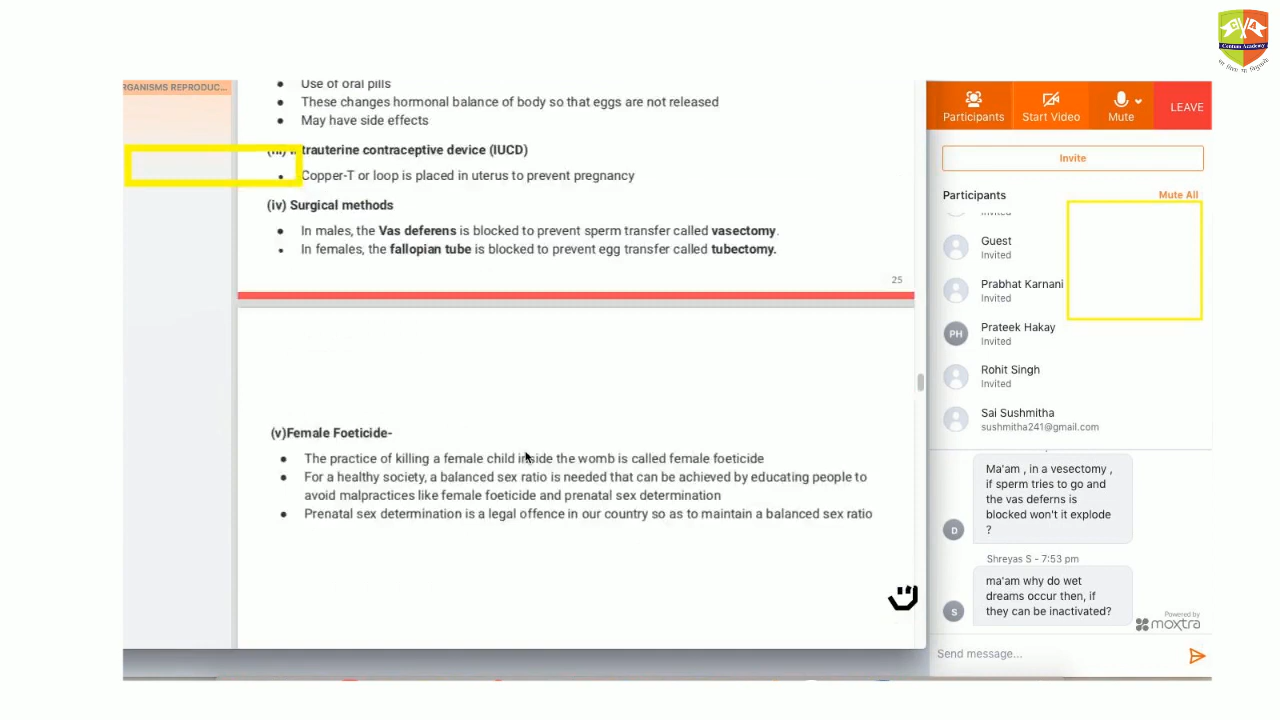 Centum Academy
RGANISMS REPRODUC...
Use of oral pills
These changes hormonal balance of body so that eggs are not released
May have side effects
trauterine contraceptive device (IUCD)
Copper-T or loop is placed in uterus to prevent pregnancy
(iv) Surgical methods
In males, the Vas deferens is blocked to prevent sperm transfer called vasectomy.
In females, the fallopian tube is blocked to prevent egg transfer called tubectomy.
25
(v)Female Foeticide-
The practice of killing a female child inside the womb is called female foeticide
For a healthy society, a balanced sex ratio is needed that can be achieved by educating people to
avoid malpractices like female foeticide and prenatal sex determination
Prenatal sex determination is a legal offence in our country so as to maintain a balanced sex ratio
Participants
Start Video
Mute
LEAVE
Invite
Participants
Mute All
Invited
Guest
Invited
Prabhat Karnani
Invited
PH
Prateek Hakay
Invited
Rohit Singh
Invited
Sai Sushmitha
sushmitha241@gmail.com
Ma'am , in a vesectomy ,
if sperm tries to go and
the vas deferns is
blocked won't it explode
?
D
Shreyas S - 7:53 pm
ma'am why do wet
dreams occur then, if
they can be inactivated?
S
Powered by
moxtra
Send message...